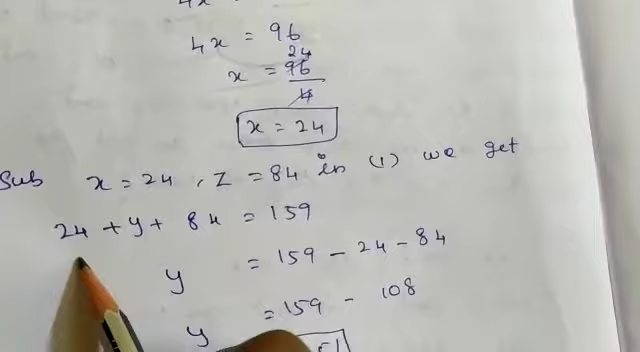 4x = 96
24
x = 96
4
x = 24
Sub x = 24 , Z = 84 in (1) we get
24 + y + 84 = 159
y = 159 - 24 - 84
y = 159 - 108